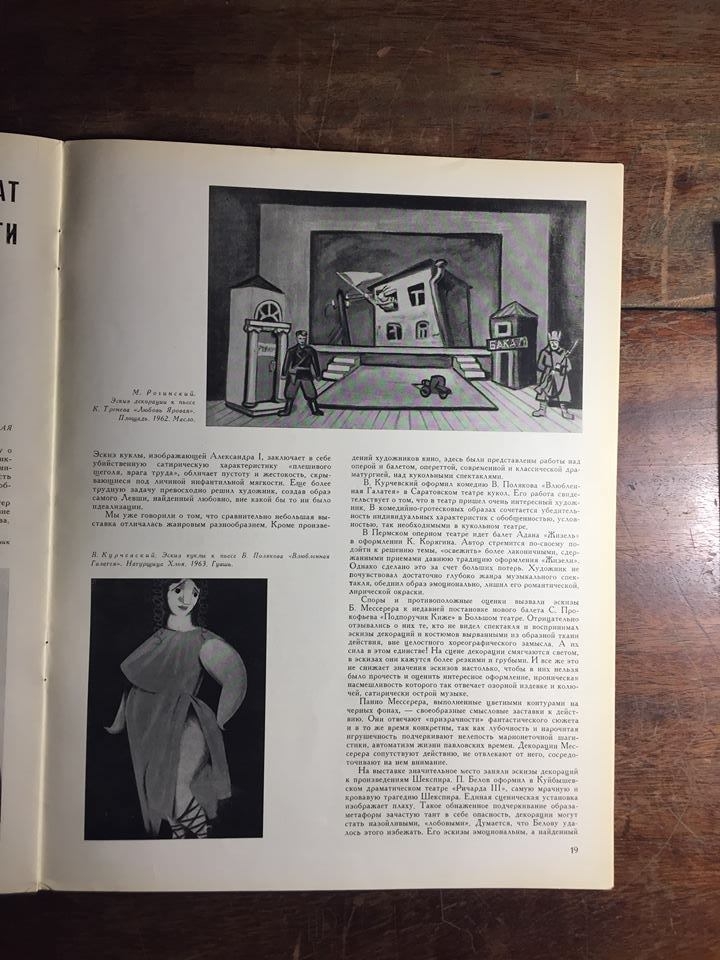 АТ
ТИ
М. Рогинский.
Эскиз декорации к пьесе
К. Тренева «Любовь Яровая».
Площадь. 1962. Масло.
БАКАЛ
Эскиз куклы, изображающей Александра I, заключает в себе
убийственную сатирическую характеристику «плешивого
щеголя, врага труда», обличает пустоту и жестокость, скры-
вающиеся под личиной инфантильной мягкости. Еще более
трудную задачу превосходно решил художник, создав образ
самого Левши, найденный любовно, вне какой бы то ни было
идеализации.
Мы уже говорили о том, что сравнительно небольшая вы-
ставка отличалась жанровым разнообразием. Кроме произве-
В. Курчевский. Эскиз куклы к пьесе В. Полякова «Влюбленная
Галатея». Натурщица Хлоя. 1963. Гуашь.
дений художников кино, здесь были представлены работы над
оперой и балетом, опереттой, современной и классической дра-
матургией, над кукольными спектаклями.
В. Курчевский оформил комедию В. Полякова «Влюблен-
ная Галатея» в Саратовском театре кукол. Его работа свиде-
тельствует о том, что в театр пришел очень интересный худож-
ник. В комедийно-гротесковых образах сочетается убедитель-
ность индивидуальных характеристик с обобщенностью, услов-
ностью, так необходимыми в кукольном театре.
В Пермском оперном театре идет балет Адана «Жизель»
в оформлении К. Корягина. Автор стремится по-своему по-
дойти к решению темы, «освежить» более лаконичными, сдер-
жанными приемами давнюю традицию оформления «Жизели».
Однако сделано это за счет больших потерь. Художник не
почувствовал достаточно глубоко жанра музыкального спек-
такля, обеднил образ эмоционально, лишил его романтической,
лирической окраски.
Споры и противоположные оценки вызвали эскизы
Б. Мессерера к недавней постановке нового балета С. Про-
кофьева «Подпоручик Киже» в Большом театре. Отрицательно
отзывались о них те, кто не видел спектакля и воспринимал
эскизы декораций и костюмов вырванными из образной ткани
действия, вне целостного хореографического замысла. А их
сила в этом единстве! На сцене декорации смягчаются светом,
в эскизах они кажутся более резкими и грубыми. И все же это
не снижает значения эскизов настолько, чтобы в них нельзя
было прочесть и оценить интересное оформление, ироническая
насмешливость которого так отвечает озорной издевке и колю-
чей, сатирически острой музыке.
Панно Мессерера, выполненные цветными контурами на
черных фонах, — своеобразные смысловые заставки к дейст-
вию. Они отвечают «призрачности» фантастического сюжета
и в то же время конкретны, так как лубочность и нарочитая
игрушечность подчеркивают нелепость марионеточной шаги-
стики, автоматизм жизни павловских времен. Декорации Мес-
серера сопутствуют действию, не отвлекают от него, сосредо-
точивают на нем внимание.
На выставке значительное место заняли эскизы декораций
к произведениям Шекспира. П. Белов оформил в Куйбышев-
ском драматическом театре «Ричарда III», самую мрачную и
кровавую трагедию Шекспира. Единая сценическая установка
изображает плаху. Такое обнаженное подчеркивание образа-
метафоры зачастую таит в себе опасность, декорации могут
стать назойливыми, «лобовыми». Думается, что Белову уда-
лось этого избежать. Его эскизы эмоциональны, а найденный
19